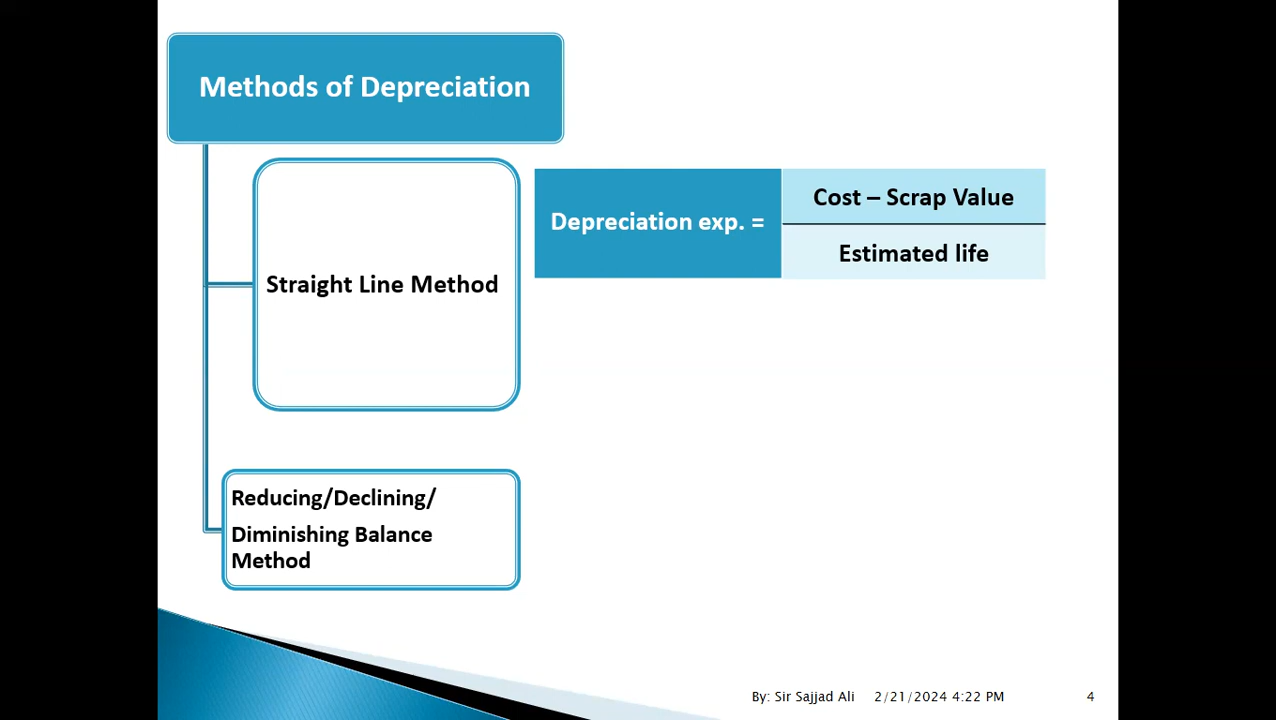 Methods of Depreciation
Straight Line Method
Depreciation exp. =
Cost – Scrap Value
Estimated life
Reducing/Declining/
Diminishing Balance
Method
By: Sir Sajjad Ali 2/21/2024 4:22 PM 4